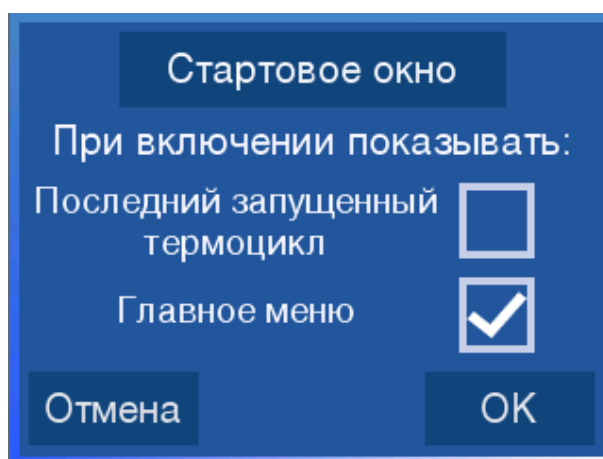 Стартовое окно
При включении показывать:
Последний запущенный
термоцикл
Главное меню
Отмена
OK